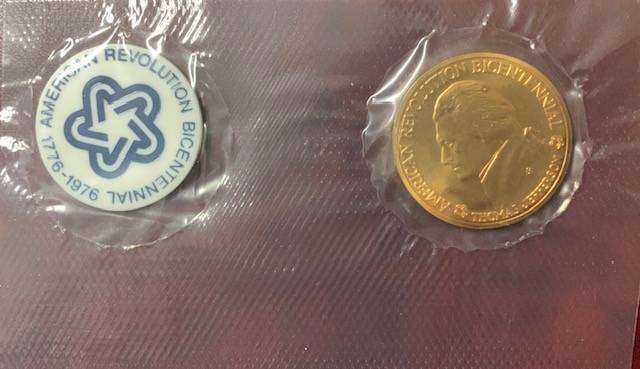 AMERICAN REVOLUTION BICENTENNIAL
1776-1976
AMERICAN REVOLUTION BICENTENNIAL
THOMAS JEFFERSON